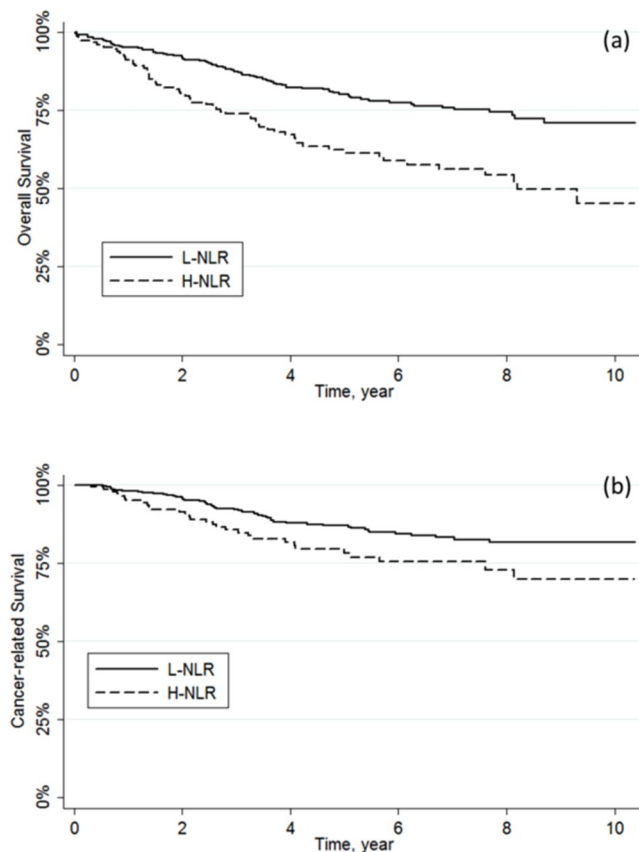 (a)
Overall Survival
100%
75%
50%
25%
0%
L-NLR
H-NLR
0 2 4 6 8 10
Time, year
(b)
Cancer-related Survival
100%
75%
50%
25%
0%
L-NLR
H-NLR
0 2 4 6 8 10
Time, year